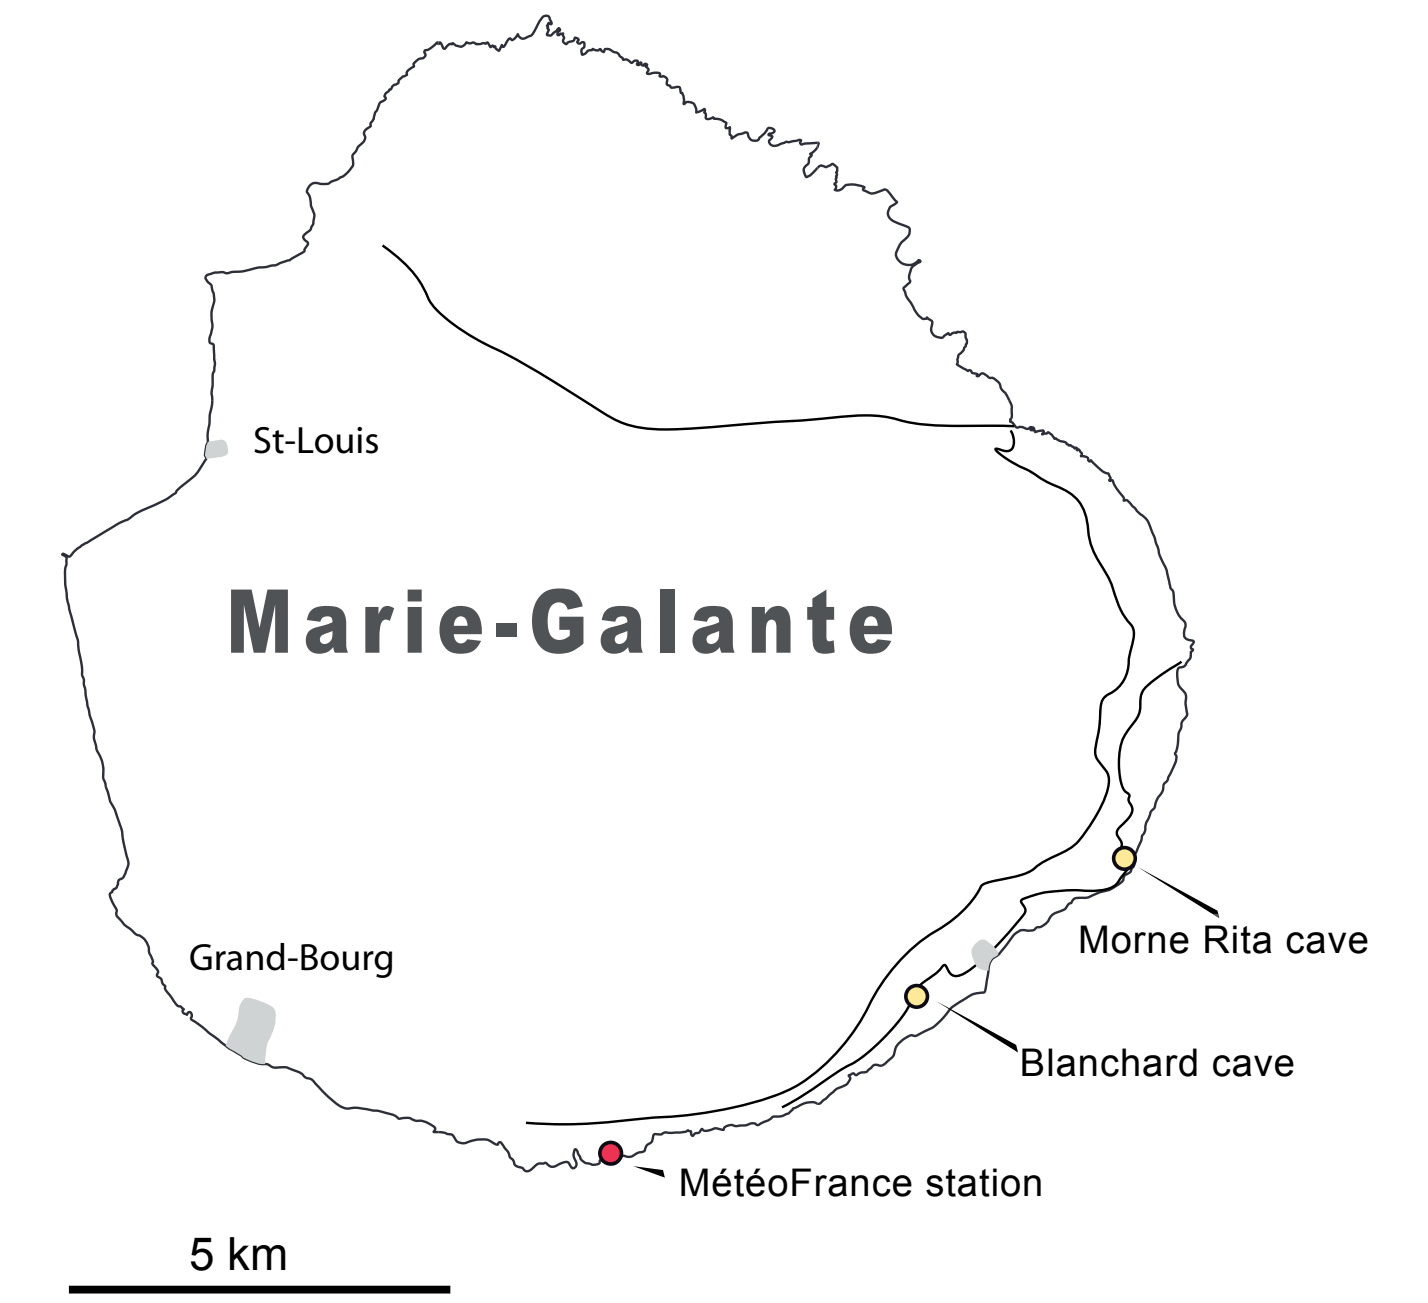 St-Louis
Marie-Galante
Morne Rita cave
Grand-Bourg
Blanchard cave
MétéoFrance station
5 km